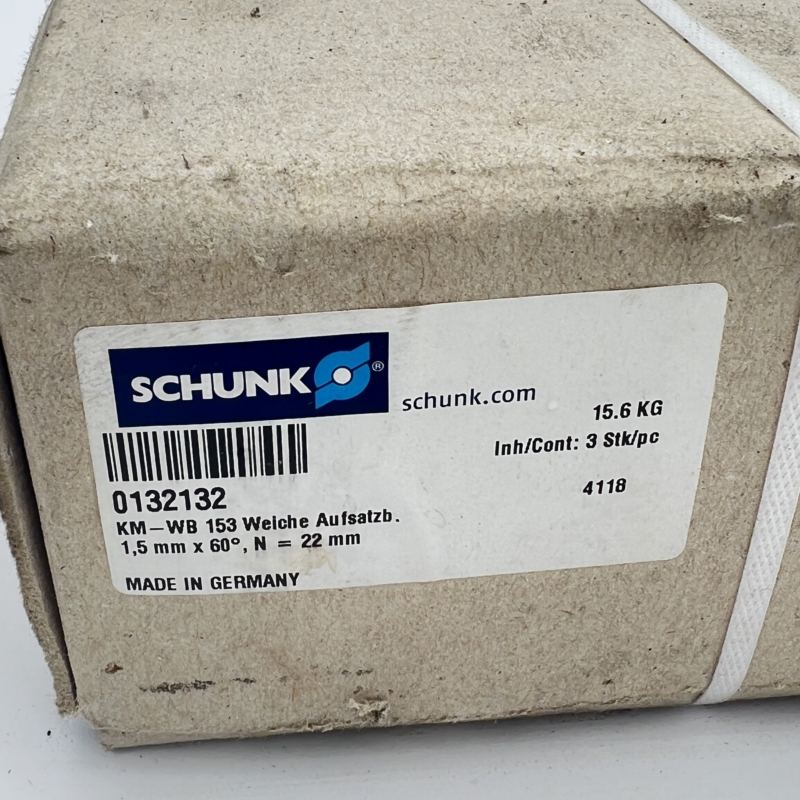 SCHUNK ®
schunk.com
15.6 KG
Inh/Cont: 3 Stk/pc
4118
0132132
KM-WB 153 Weiche Aufsatzb.
1,5 mm x 60°, N = 22 mm
MADE IN GERMANY